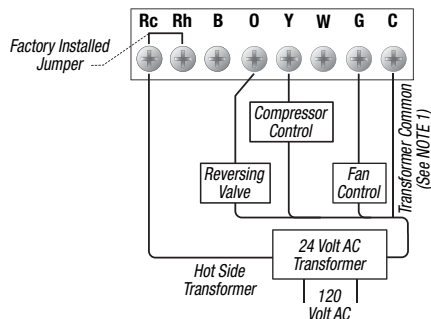 Rc Rh B O Y W G C
Factory Installed
Jumper
Compressor
Control
Reversing
Valve
Fan
Control
Transformer Common
(See NOTE 1)
24 Volt AC
Transformer
Hot Side
Transformer
120
Volt AC